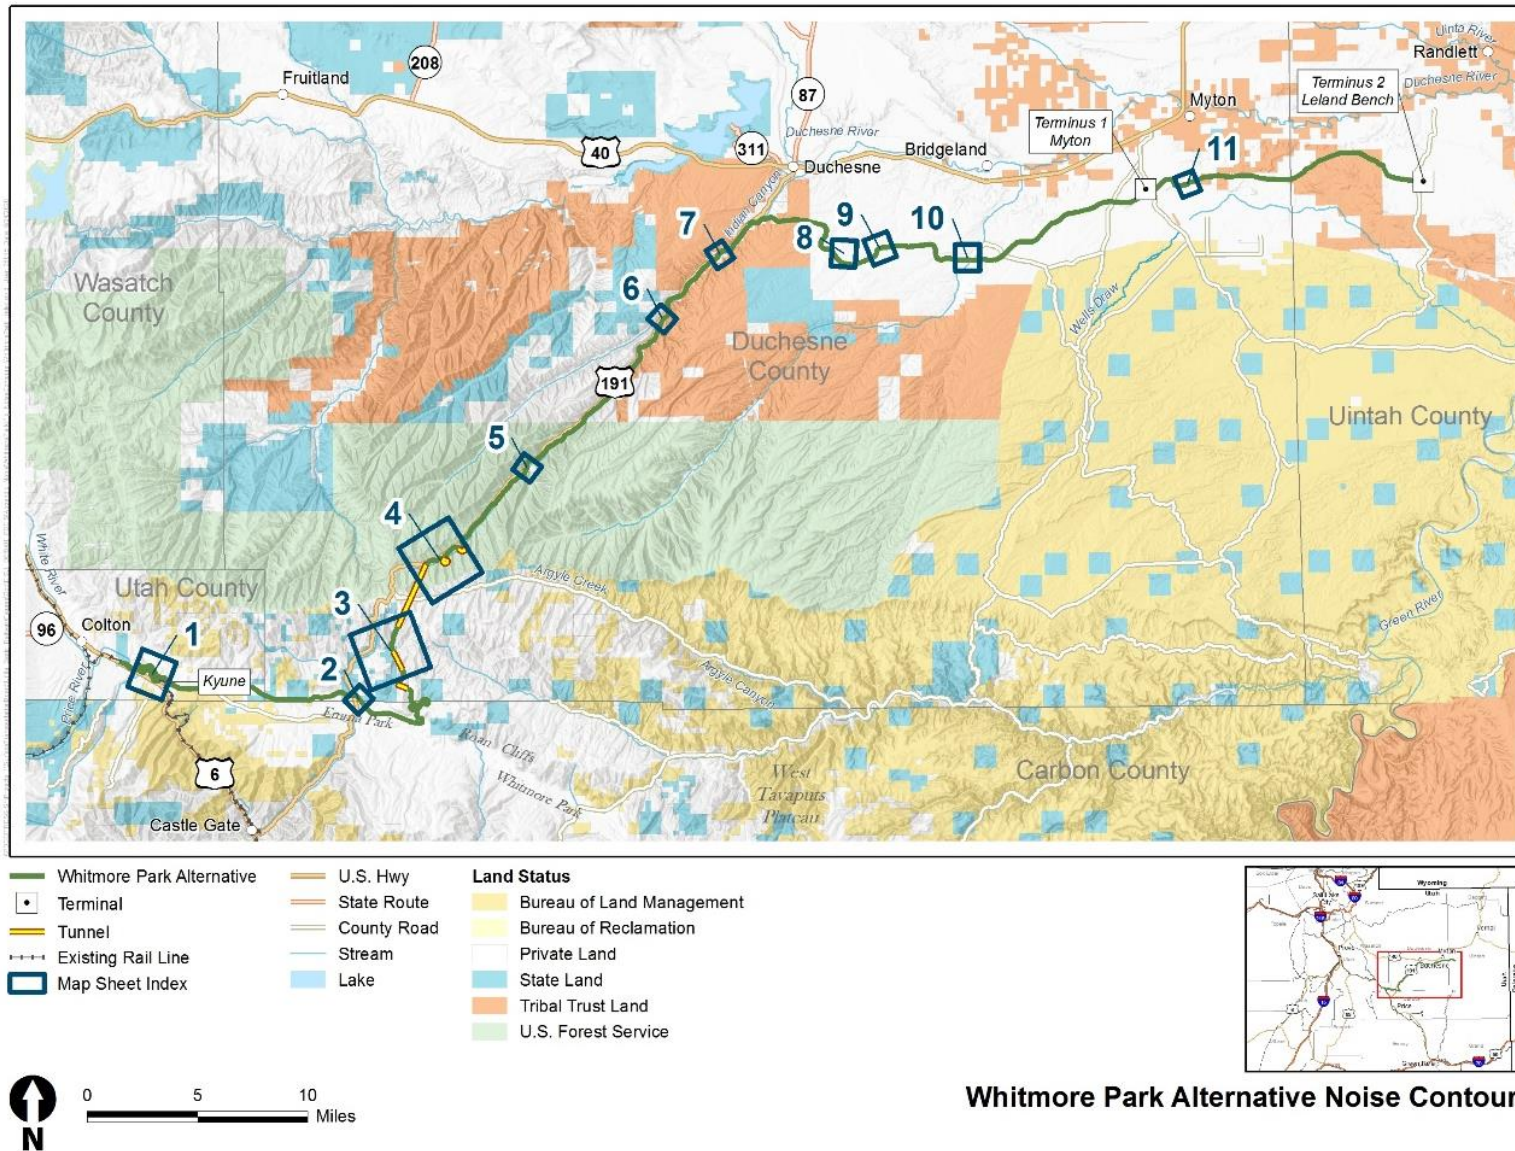 Uinta River
Randlett
Fruitland
208
87
Terminus 2
Leland Bench
Duchesne River
Myton
Terminus 1
Myton
Duchesne River
40
311
Duchesne
Bridgeland
11
Indian Canyon
7
8
9
10
Wasatch
County
6
Duchesne
County
Wells Draw
191
Uintah County
5
4
White River
Utah County
Argyle Creek
Green River
3
96
Colton
1
2
Kyune
Price River
Argyle Canyon
Emma Park
Roan Cliffs
6
Whitmore Park
West
Tavaputs
Plateau
Carbon County
Castle Gate
Whitmore Park Alternative
Terminal
Tunnel
Existing Rail Line
Map Sheet Index
U.S. Hwy
State Route
County Road
Stream
Lake
Land Status
Bureau of Land Management
Bureau of Reclamation
Private Land
State Land
Tribal Trust Land
U.S. Forest Service
Wyoming
Utah
N
0 5 10
Miles
Whitmore Park Alternative Noise Contour